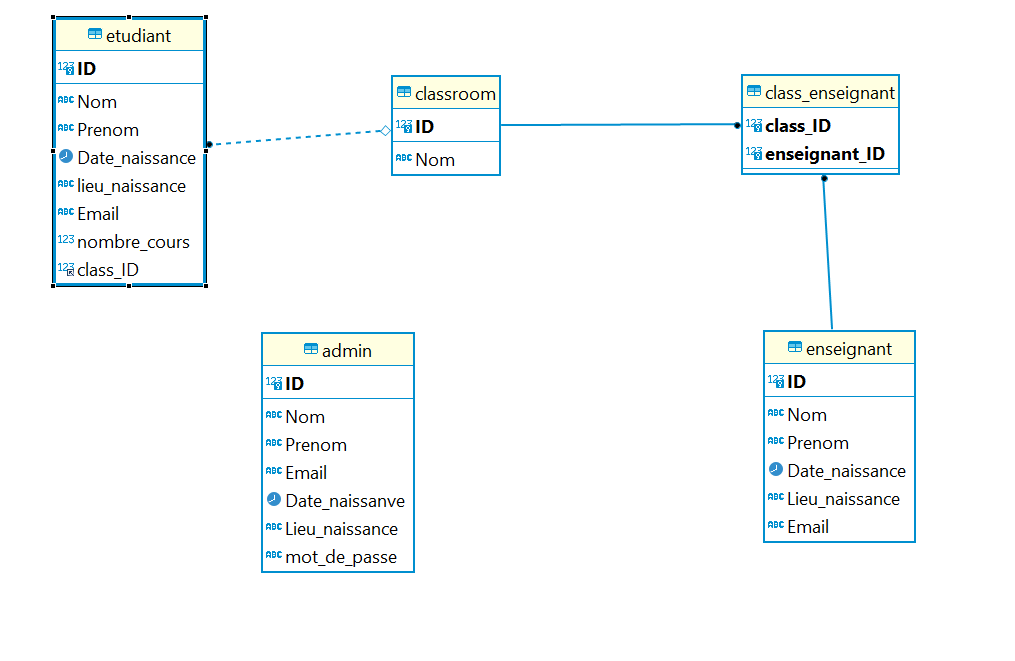 etudiant
123 ID
ABC Nom
ABC Prenom
Date_naissance
ABC lieu_naissance
ABC Email
123 nombre_cours
123 class_ID
classroom
123 ID
ABC Nom
class_enseignant
123 class_ID
123 enseignant_ID
admin
123 ID
ABC Nom
ABC Prenom
ABC Email
Date_naissanve
ABC Lieu_naissance
ABC mot_de_passe
enseignant
123 ID
ABC Nom
ABC Prenom
Date_naissance
ABC Lieu_naissance
ABC Email